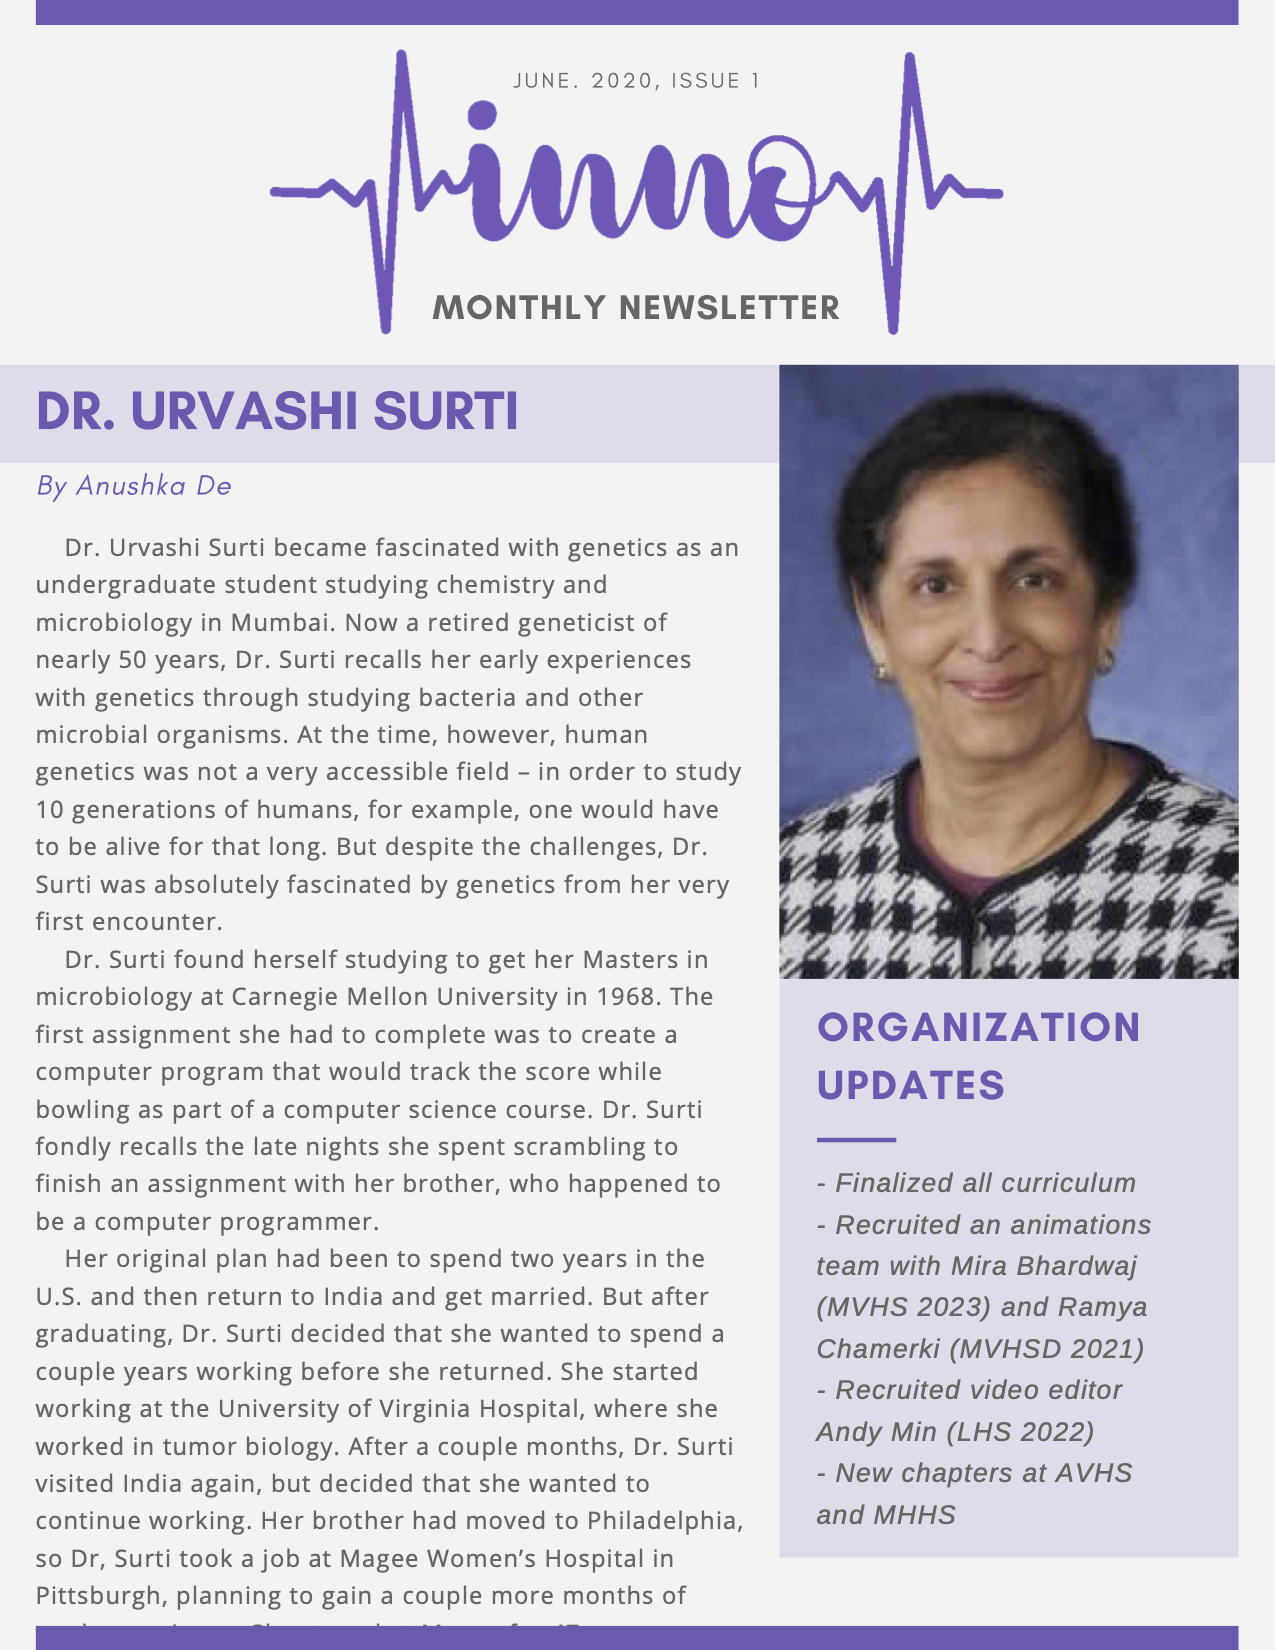 JUNE. 2020, ISSUE 1
inno
MONTHLY NEWSLETTER
DR. URVASHI SURTI
By Anushka De
Dr. Urvashi Surti became fascinated with genetics as an
undergraduate student studying chemistry and
microbiology in Mumbai. Now a retired geneticist of
nearly 50 years, Dr. Surti recalls her early experiences
with genetics through studying bacteria and other
microbial organisms. At the time, however, human
genetics was not a very accessible field – in order to study
10 generations of humans, for example, one would have
to be alive for that long. But despite the challenges, Dr.
Surti was absolutely fascinated by genetics from her very
first encounter.
Dr. Surti found herself studying to get her Masters in
microbiology at Carnegie Mellon University in 1968. The
first assignment she had to complete was to create a
computer program that would track the score while
bowling as part of a computer science course. Dr. Surti
fondly recalls the late nights she spent scrambling to
finish an assignment with her brother, who happened to
be a computer programmer.
Her original plan had been to spend two years in the
U.S. and then return to India and get married. But after
graduating, Dr. Surti decided that she wanted to spend a
couple years working before she returned. She started
working at the University of Virginia Hospital, where she
worked in tumor biology. After a couple months, Dr. Surti
visited India again, but decided that she wanted to
continue working. Her brother had moved to Philadelphia,
so Dr, Surti took a job at Magee Women’s Hospital in
Pittsburgh, planning to gain a couple more months of
ORGANIZATION
UPDATES
- Finalized all curriculum
- Recruited an animations
team with Mira Bhardwaj
(MVHS 2023) and Ramya
Chamerki (MVHSD 2021)
- Recruited video editor
Andy Min (LHS 2022)
- New chapters at AVHS
and MHHS